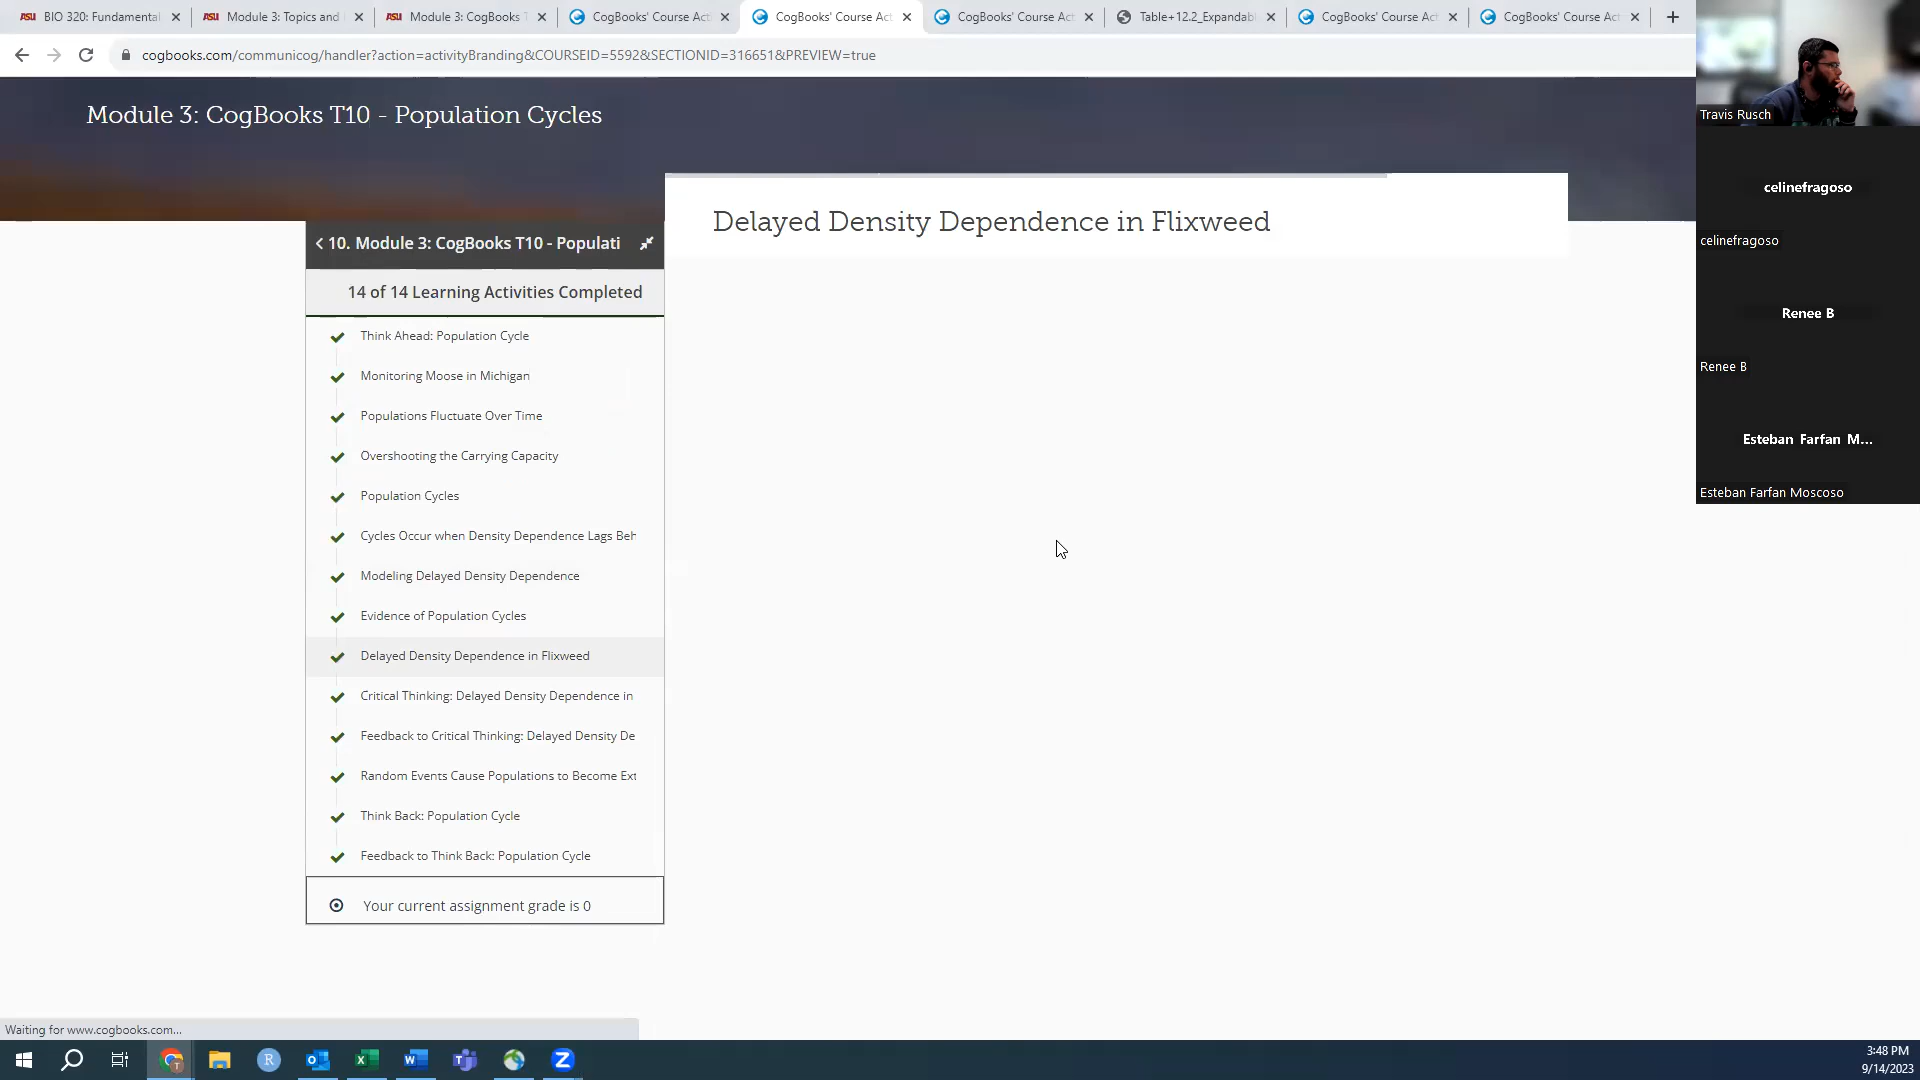 BIO 320: Fundamental
Module 3: Topics and
Module 3: CogBooks T
CogBooks' Course Act
CogBooks' Course Act
CogBooks' Course Act
Table+12.2_Expandab
CogBooks' Course Act
CogBooks' Course Act
cogbooks.com/communicog/handler?action=activityBranding&COURSEID=5592&SECTIONID=316651&PREVIEW=true
Module 3: CogBooks T10 - Population Cycles
Delayed Density Dependence in Flixweed
10. Module 3: CogBooks T10 - Populati
14 of 14 Learning Activities Completed
Think Ahead: Population Cycle
Monitoring Moose in Michigan
Populations Fluctuate Over Time
Overshooting the Carrying Capacity
Population Cycles
Cycles Occur when Density Dependence Lags Beh
Modeling Delayed Density Dependence
Evidence of Population Cycles
Delayed Density Dependence in Flixweed
Critical Thinking: Delayed Density Dependence in
Feedback to Critical Thinking: Delayed Density De
Random Events Cause Populations to Become Ext
Think Back: Population Cycle
Feedback to Think Back: Population Cycle
Your current assignment grade is 0
Travis Rusch
celinefragoso
celinefragoso
Renee B
Renee B
Esteban Farfan M...
Esteban Farfan Moscoso
Waiting for www.cogbooks.com...
3:48 PM
9/14/2023